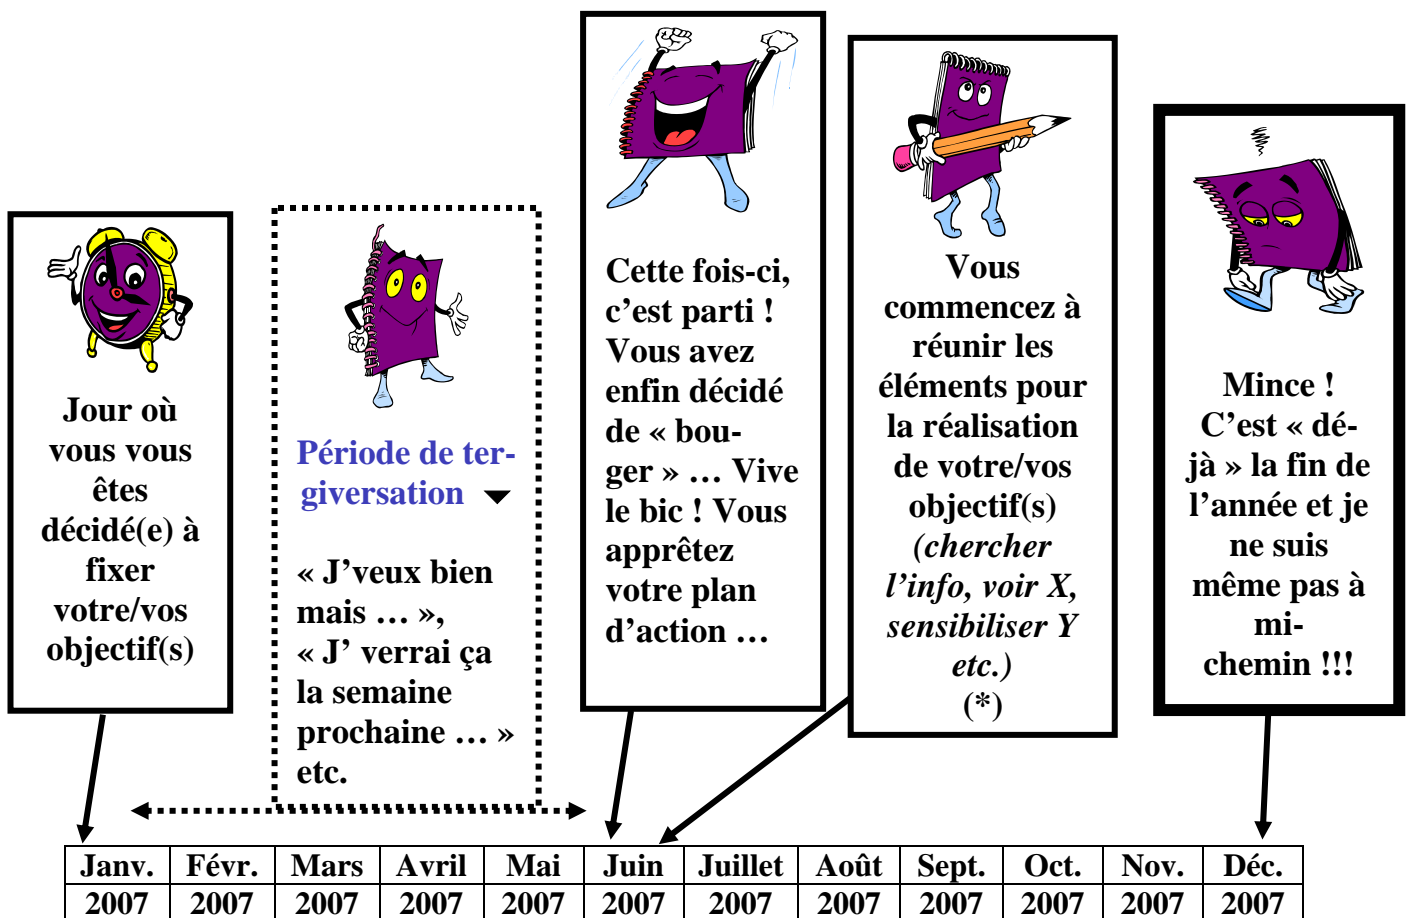 Jour où
vous vous
êtes
décidé(e) à
fixer
votre/vos
objectif(s)
Période de ter-
giversation
« J’veux bien
mais … »,
« J’ verrai ça
la semaine
prochaine … »
etc.
Cette fois-ci,
c’est parti !
Vous avez
enfin décidé
de « bou-
ger » … Vive
le bic ! Vous
apprêtez
votre plan
d’action …
Vous
commencez à
réunir les
éléments pour
la réalisation
de votre/vos
objectif(s)
(chercher
l’info, voir X,
sensibiliser Y
etc.)
(*)
Mince !
C’est « dé-
jà » la fin de
l’année et je
ne suis
même pas à
mi-
chemin !!!
Janv. Févr. Mars Avril Mai Juin Juillet Août Sept. Oct. Nov. Déc.
2007 2007 2007 2007 2007 2007 2007 2007 2007 2007 2007 2007